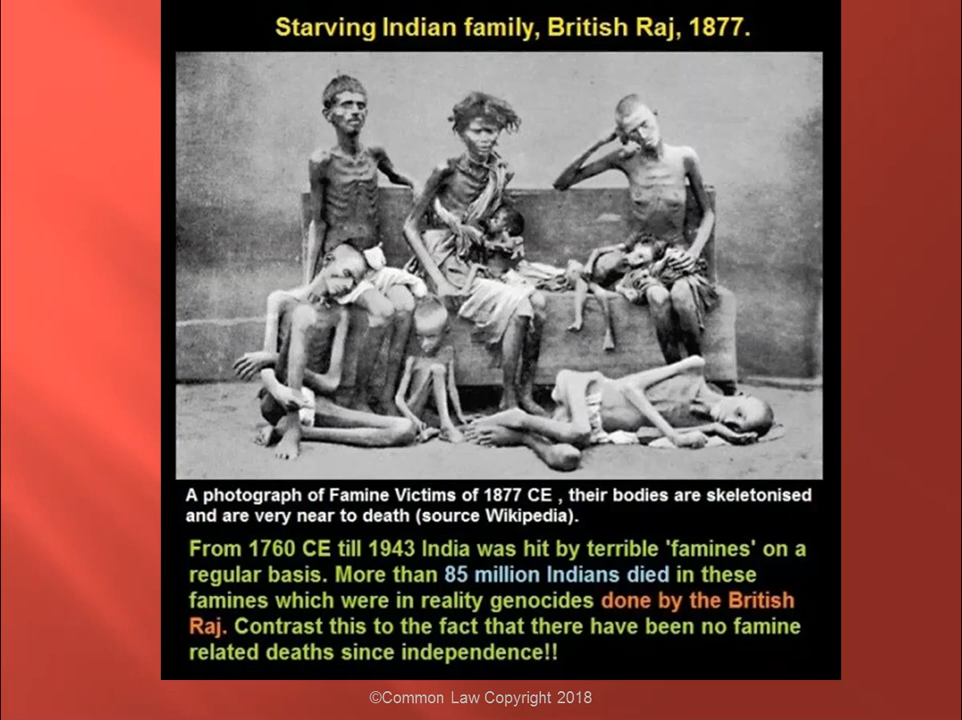 Starving Indian family, British Raj, 1877.
A photograph of Famine Victims of 1877 CE , their bodies are skeletonised
and are very near to death (source Wikipedia).
From 1760 CE till 1943 India was hit by terrible 'famines' on a
regular basis. More than 85 million Indians died in these
famines which were in reality genocides done by the British
Raj. Contrast this to the fact that there have been no famine
related deaths since independence!!
©Common Law Copyright 2018